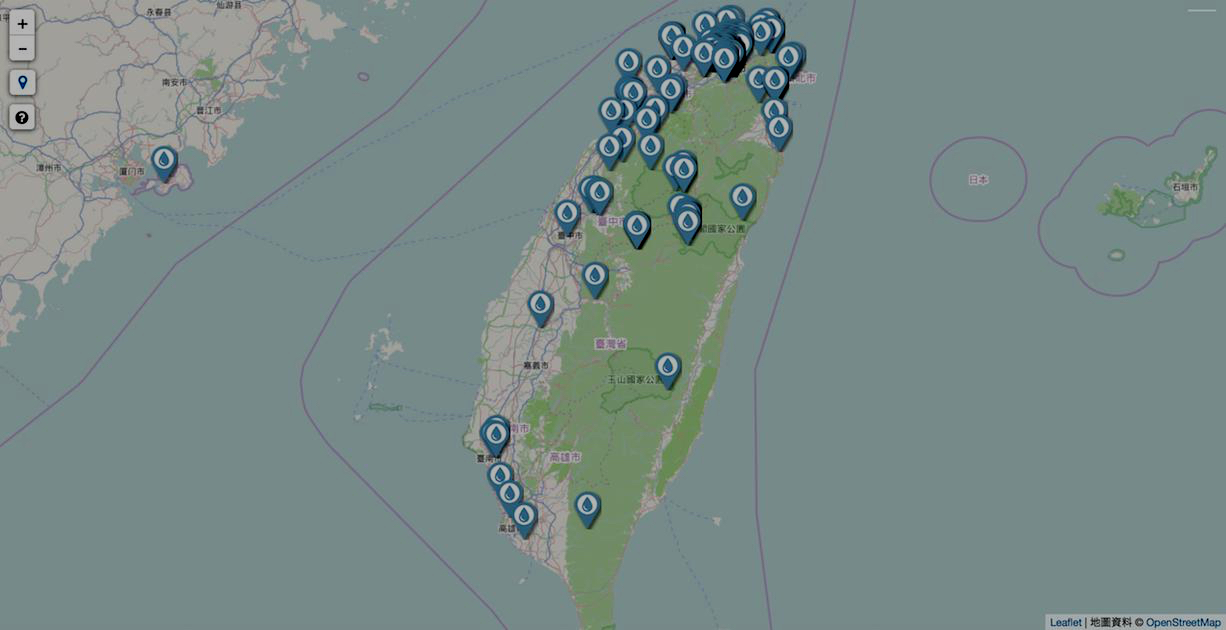 永春县
仙游县
+
−
南安市
?
晋江市
漳州市
厦门市
北市
日本
石垣市
臺中市
臺中市
國家公園
臺灣省
嘉義市
玉山國家公園
南市
臺南市
高雄市
高雄
Leaflet | 地圖資料 © OpenStreetMap